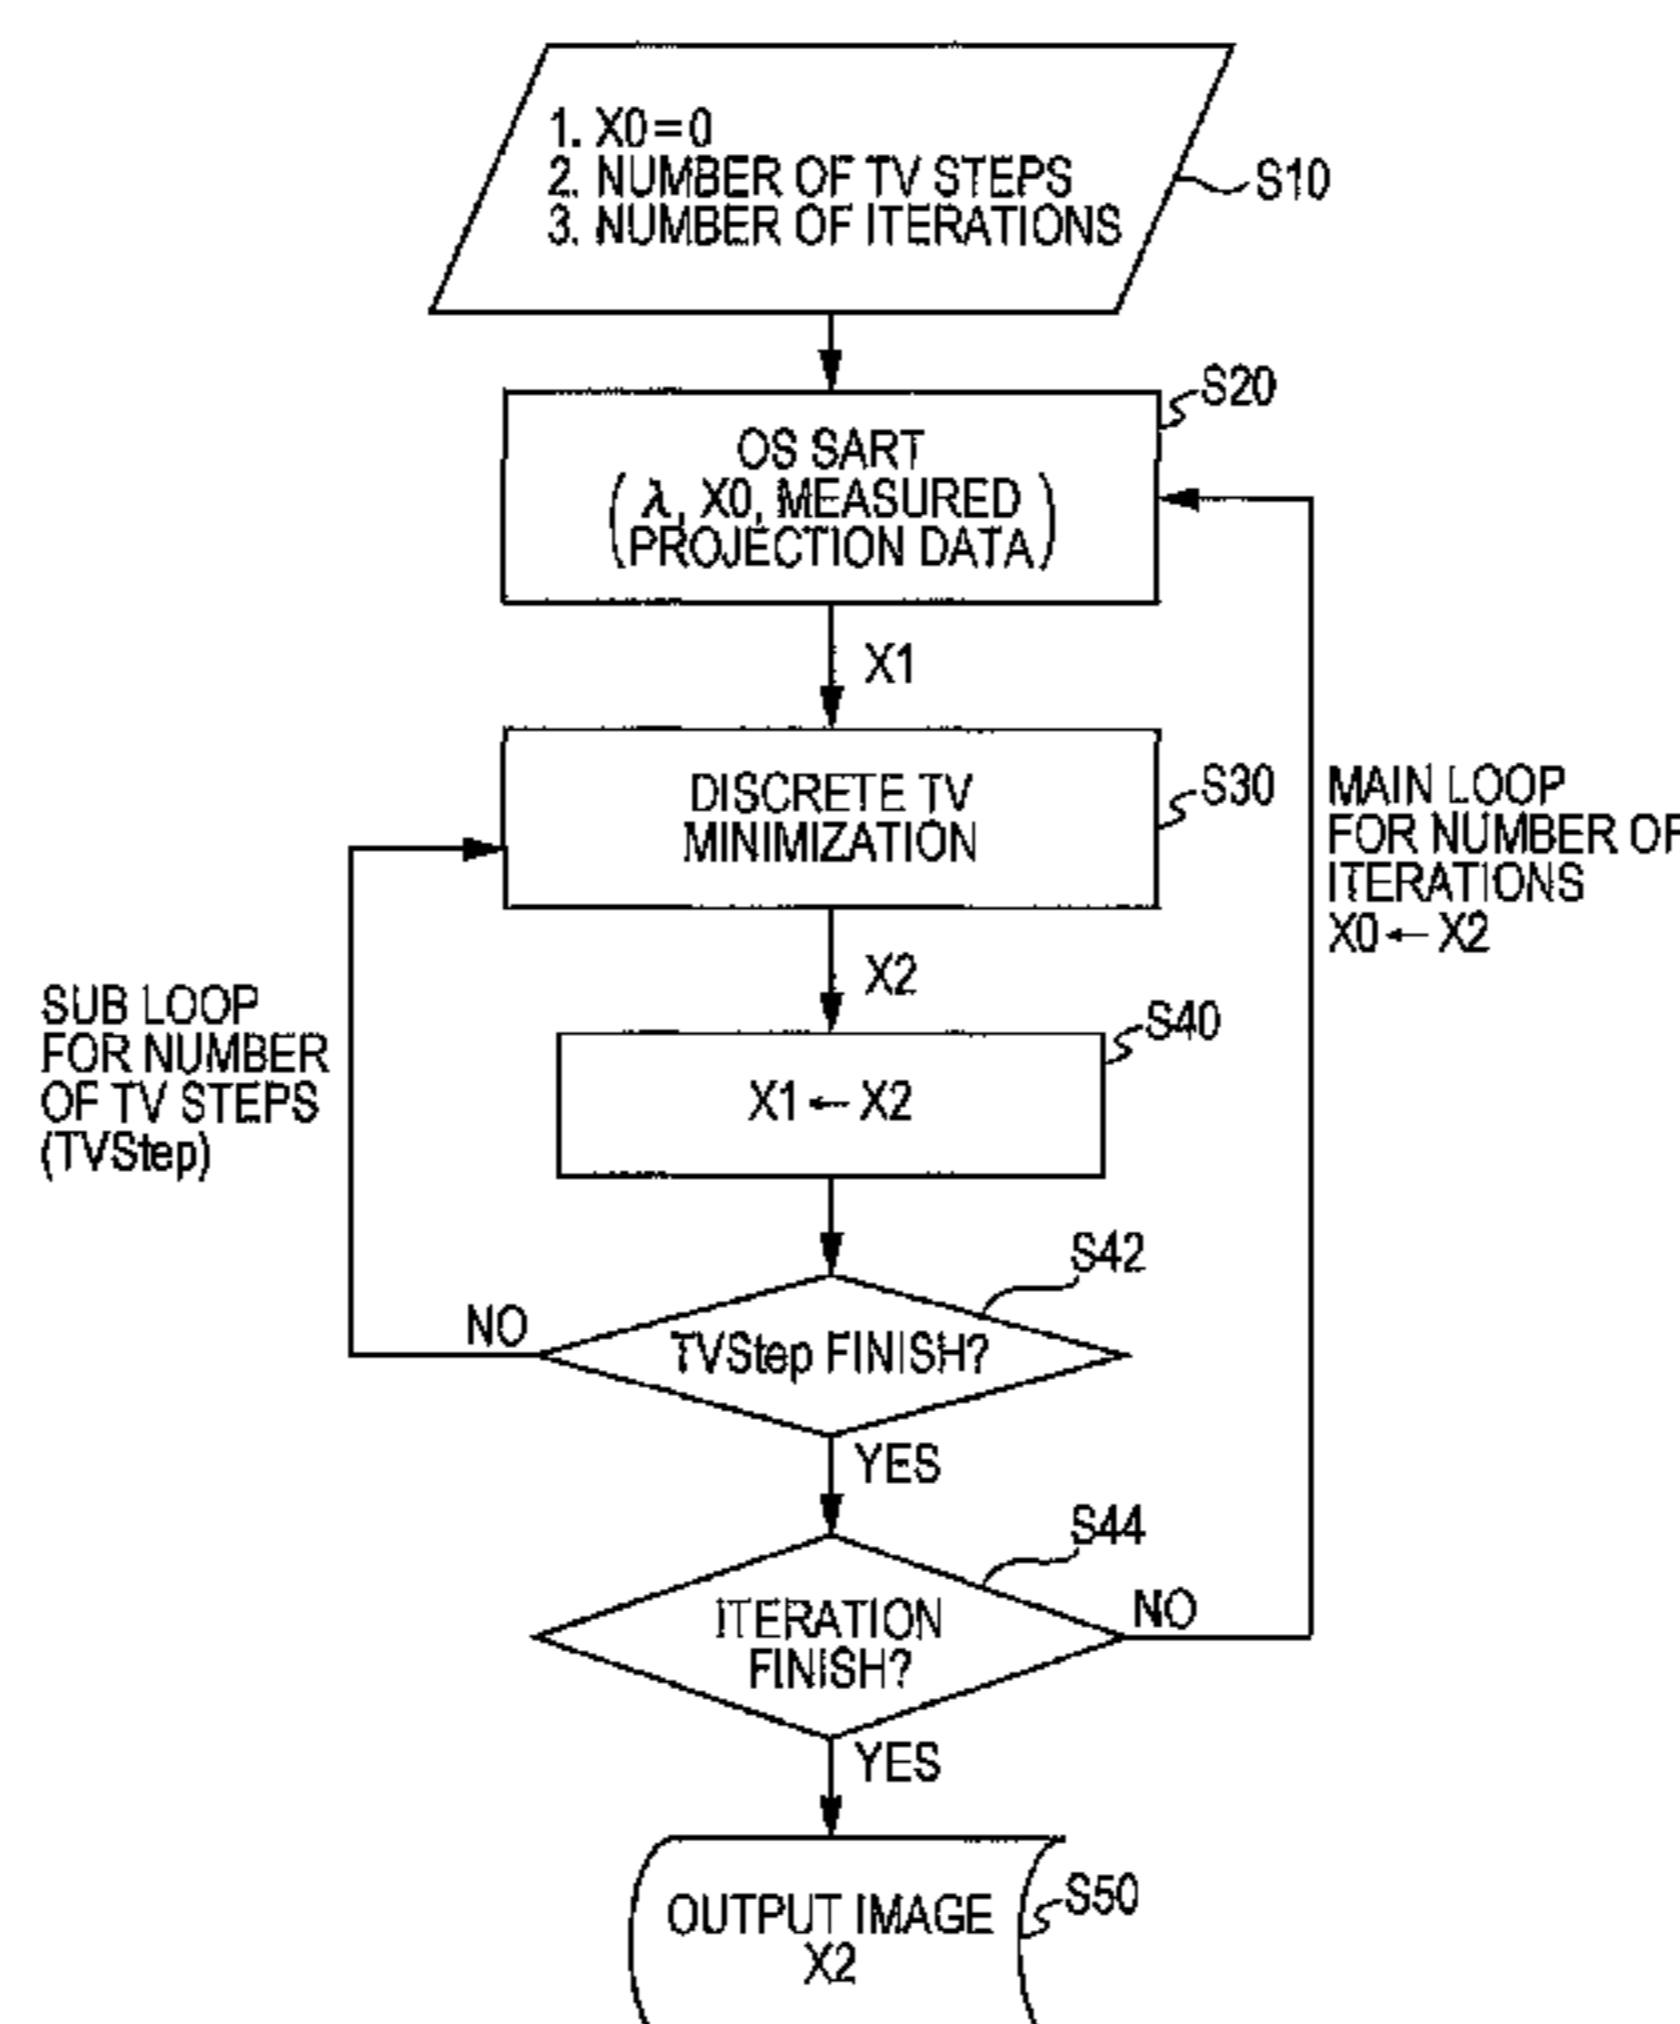 1. X0=0
2. NUMBER OF TV STEPS
3. NUMBER OF ITERATIONS
S10
S20
OS SART
(λ, X0, MEASURED
PROJECTION DATA)
X1
DISCRETE TV
MINIMIZATION
S30
MAIN LOOP
FOR NUMBER OF
ITERATIONS
X0 ← X2
X2
SUB LOOP
FOR NUMBER
OF TV STEPS
(TVStep)
S40
X1 ← X2
S42
NO
TVStep FINISH?
YES
S44
ITERATION
FINISH?
NO
YES
OUTPUT IMAGE
X2
S50